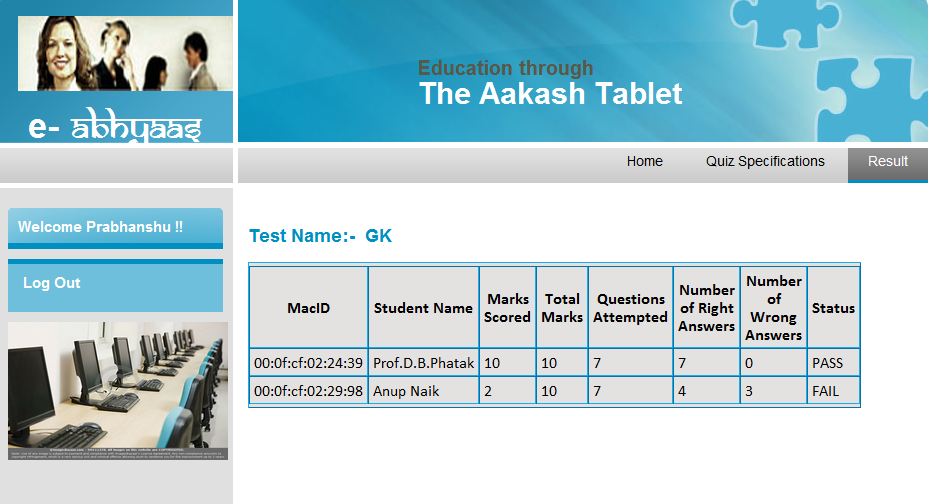 Education through
The Aakash Tablet
e- abhyaas
Home Quiz Specifications Result
Welcome Prabhanshu !!
Log Out
Test Name:- GK
MacID Student Name Marks Scored Total Marks Questions Attempted Number of Right Answers Number of Wrong Answers Status
00:0f:cf:02:24:39 Prof.D.B.Phatak 10 10 7 7 0 PASS
00:0f:cf:02:29:98 Anup Naik 2 10 7 4 3 FAIL